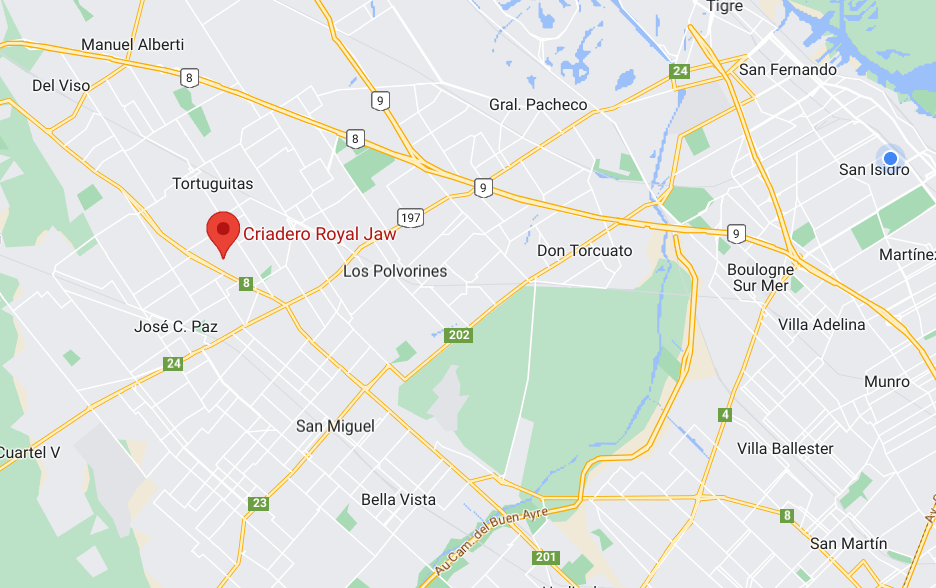 Tigre
Manuel Alberti
San Fernando
24
8
Del Viso
9
Gral. Pacheco
8
San Isidro
Tortuguitas
9
197
Criadero Royal Jaw
9
Don Torcuato
Martínez
Los Polvorines
Boulogne
Sur Mer
8
José C. Paz
Villa Adelina
202
24
Munro
4
San Miguel
Cuartel V
Villa Ballester
Bella Vista
23
Au. Cam. del Buen Ayre
8
San Martín
201